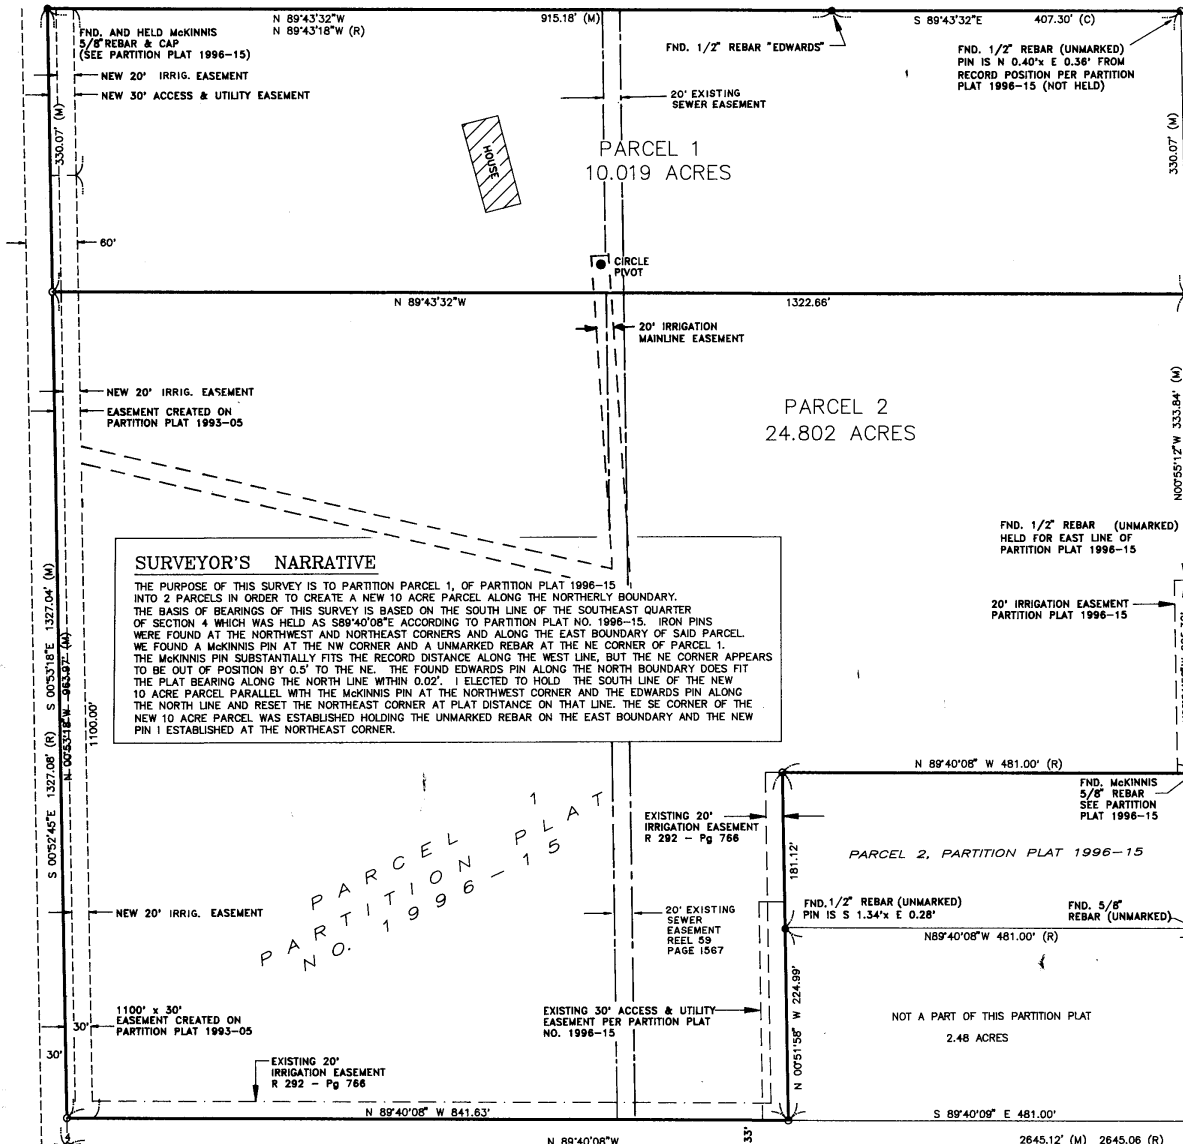 N 89°43'32"W
N 89°43'18"W (R)
915.18' (M)
S 89°43'32"E
407.30' (C)
FND. AND HELD McKINNIS
5/8" REBAR & CAP
(SEE PARTITION PLAT 1996-15)
FND. 1/2" REBAR "EDWARDS"
FND. 1/2" REBAR (UNMARKED)
PIN IS N 0.40'x E 0.36' FROM
RECORD POSITION PER PARTITION
PLAT 1996-15 (NOT HELD)
NEW 20' IRRIG. EASEMENT
NEW 30' ACCESS & UTILITY EASEMENT
20' EXISTING
SEWER EASEMENT
330.07' (M)
330.07' (M)
HOUSE
PARCEL 1
10.019 ACRES
60'
CIRCLE
PIVOT
N 89°43'32"W
1322.66'
20' IRRIGATION
MAINLINE EASEMENT
NEW 20' IRRIG. EASEMENT
EASEMENT CREATED ON
PARTITION PLAT 1993-05
PARCEL 2
24.802 ACRES
N00°55'12"W 333.84' (M)
FND. 1/2" REBAR (UNMARKED)
HELD FOR EAST LINE OF
PARTITION PLAT 1996-15
20' IRRIGATION EASEMENT
PARTITION PLAT 1996-15
SURVEYOR'S NARRATIVE
THE PURPOSE OF THIS SURVEY IS TO PARTITION PARCEL 1, OF PARTITION PLAT 1996-15
INTO 2 PARCELS IN ORDER TO CREATE A NEW 10 ACRE PARCEL ALONG THE NORTHERLY BOUNDARY.
THE BASIS OF BEARINGS OF THIS SURVEY IS BASED ON THE SOUTH LINE OF THE SOUTHEAST QUARTER
OF SECTION 4 WHICH WAS HELD AS S89°40'08"E ACCORDING TO PARTITION PLAT NO. 1996-15. IRON PINS
WERE FOUND AT THE NORTHWEST AND NORTHEAST CORNERS AND ALONG THE EAST BOUNDARY OF SAID PARCEL.
WE FOUND A McKINNIS PIN AT THE NW CORNER AND A UNMARKED REBAR AT THE NE CORNER OF PARCEL 1.
THE McKINNIS PIN SUBSTANTIALLY FITS THE RECORD DISTANCE ALONG THE WEST LINE, BUT THE NE CORNER APPEARS
TO BE OUT OF POSITION BY 0.5' TO THE NE. THE FOUND EDWARDS PIN ALONG THE NORTH BOUNDARY DOES FIT
THE PLAT BEARING ALONG THE NORTH LINE WITHIN 0.02'. I ELECTED TO HOLD THE SOUTH LINE OF THE NEW
10 ACRE PARCEL PARALLEL WITH THE McKINNIS PIN AT THE NORTHWEST CORNER AND THE EDWARDS PIN ALONG
THE NORTH LINE AND RESET THE NORTHEAST CORNER AT PLAT DISTANCE ON THAT LINE. THE SE CORNER OF THE
NEW 10 ACRE PARCEL WAS ESTABLISHED HOLDING THE UNMARKED REBAR ON THE EAST BOUNDARY AND THE NEW
PIN I ESTABLISHED AT THE NORTHEAST CORNER.
S 00°52'45"E 1327.08' (R) S 00°53'18"E 1327.04' (M)
N 00°53'18"W 963.97' (M)
1100.00'
N 89°40'08" W 481.00' (R)
FND. McKINNIS
5/8" REBAR
SEE PARTITION
PLAT 1996-15
EXISTING 20'
IRRIGATION EASEMENT
R 292 - Pg 766
181.12'
PARCEL 2, PARTITION PLAT 1996-15
PARCEL 1
PARTITION PLAT
NO. 1996-15
NEW 20' IRRIG. EASEMENT
20' EXISTING
SEWER
EASEMENT
REEL 59
PAGE 1567
FND. 1/2" REBAR (UNMARKED)
PIN IS S 1.34'x E 0.28'
FND. 5/8"
REBAR (UNMARKED)
N89°40'08"W 481.00' (R)
1100' x 30'
EASEMENT CREATED ON
PARTITION PLAT 1993-05
30'
30'
EXISTING 30' ACCESS & UTILITY
EASEMENT PER PARTITION PLAT
NO. 1996-15
N 00°51'58" W 224.99'
NOT A PART OF THIS PARTITION PLAT
2.48 ACRES
EXISTING 20'
IRRIGATION EASEMENT
R 292 - Pg 766
N 89°40'08" W 841.63'
S 89°40'09" E 481.00'
N 89°40'08"W
33'
2645.12' (M) 2645.06 (R)